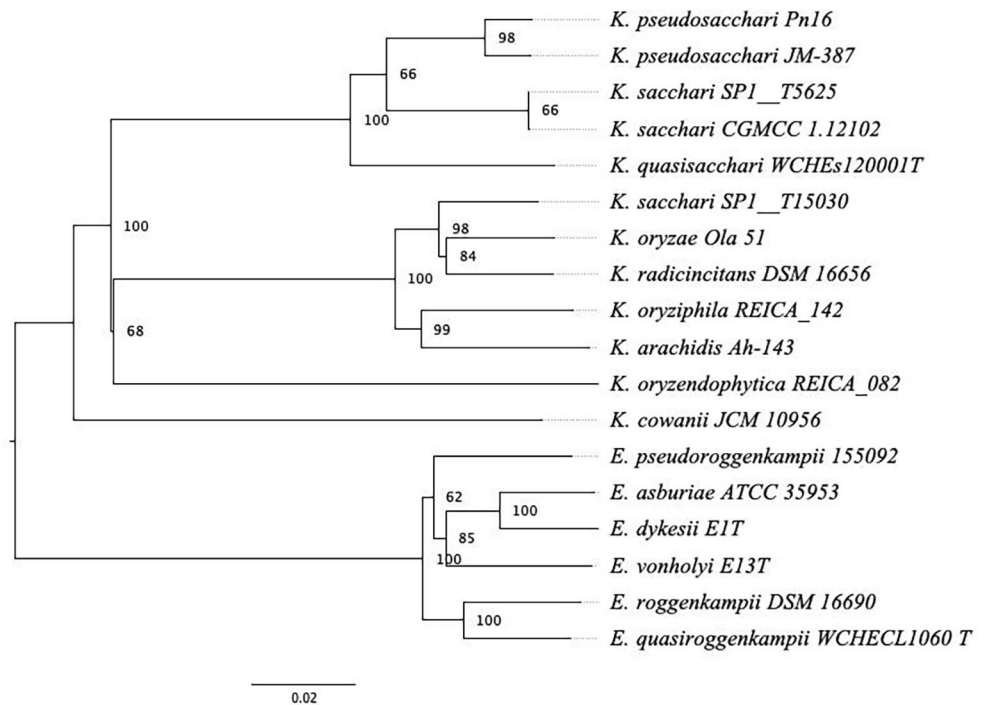 K. pseudosacchari Pn16
98
K. pseudosacchari JM-387
66
K. sacchari SP1__T5625
66
100
K. sacchari CGMCC 1.12102
K. quasisacchari WCHEs120001T
K. sacchari SP1__T15030
100
98
K. oryzae Ola 51
84
K. radicincitans DSM 16656
100
K. oryziphila REICA_142
68
99
K. arachidis Ah-143
K. oryzendophytica REICA_082
K. cowanii JCM 10956
E. pseudoroggenkampii 155092
62
E. asburiae ATCC 35953
100
E. dykesii E1T
85
100
E. vonholyi E13T
E. roggenkampii DSM 16690
100
E. quasiroggenkampii WCHECL1060 T
0.02